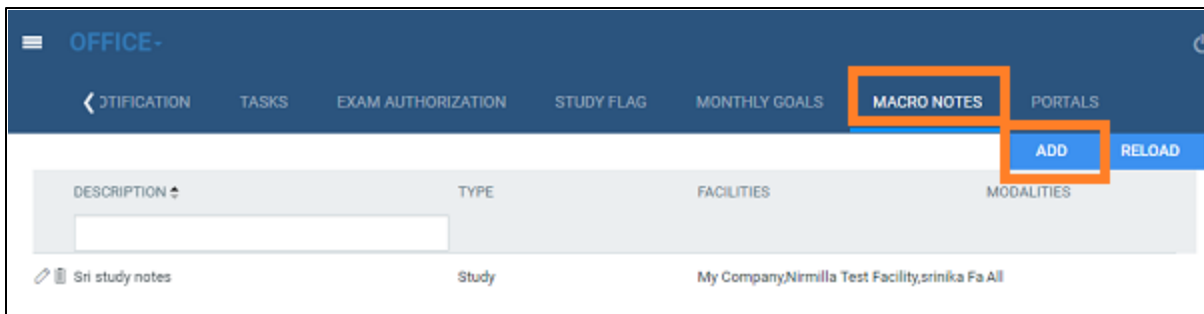 OFFICE
OTIFICATION TASKS EXAM AUTHORIZATION STUDY FLAG MONTHLY GOALS MACRO NOTES PORTALS
ADD RELOAD
DESCRIPTION TYPE FACILITIES MODALITIES
Sri study notes Study My Company,Nirmilla Test Facility,srinika Fa All